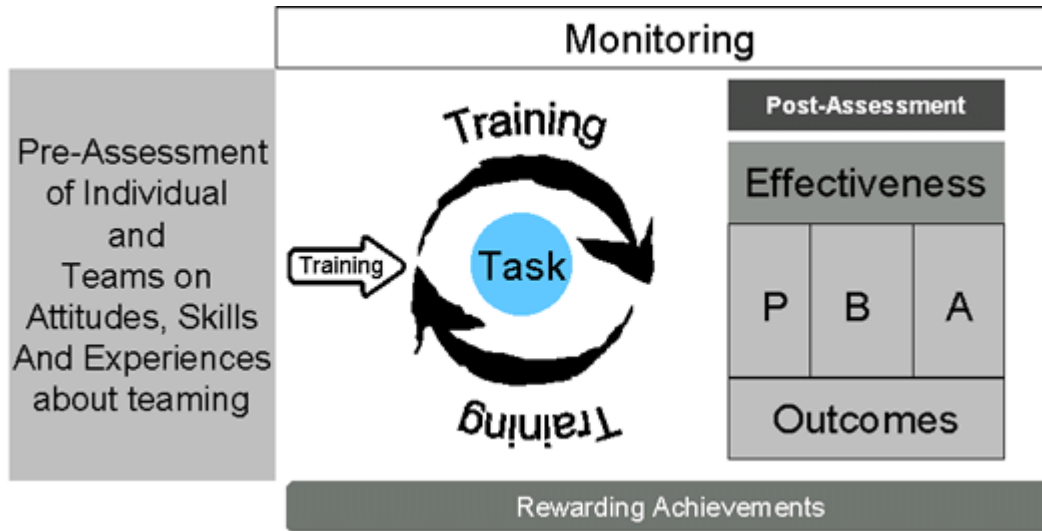 Monitoring
Pre-Assessment
of Individual
and
Teams on
Attitudes, Skills
And Experiences
about teaming
Training
Training
Task
Training
Post-Assessment
Effectiveness
P B A
Outcomes
Rewarding Achievements